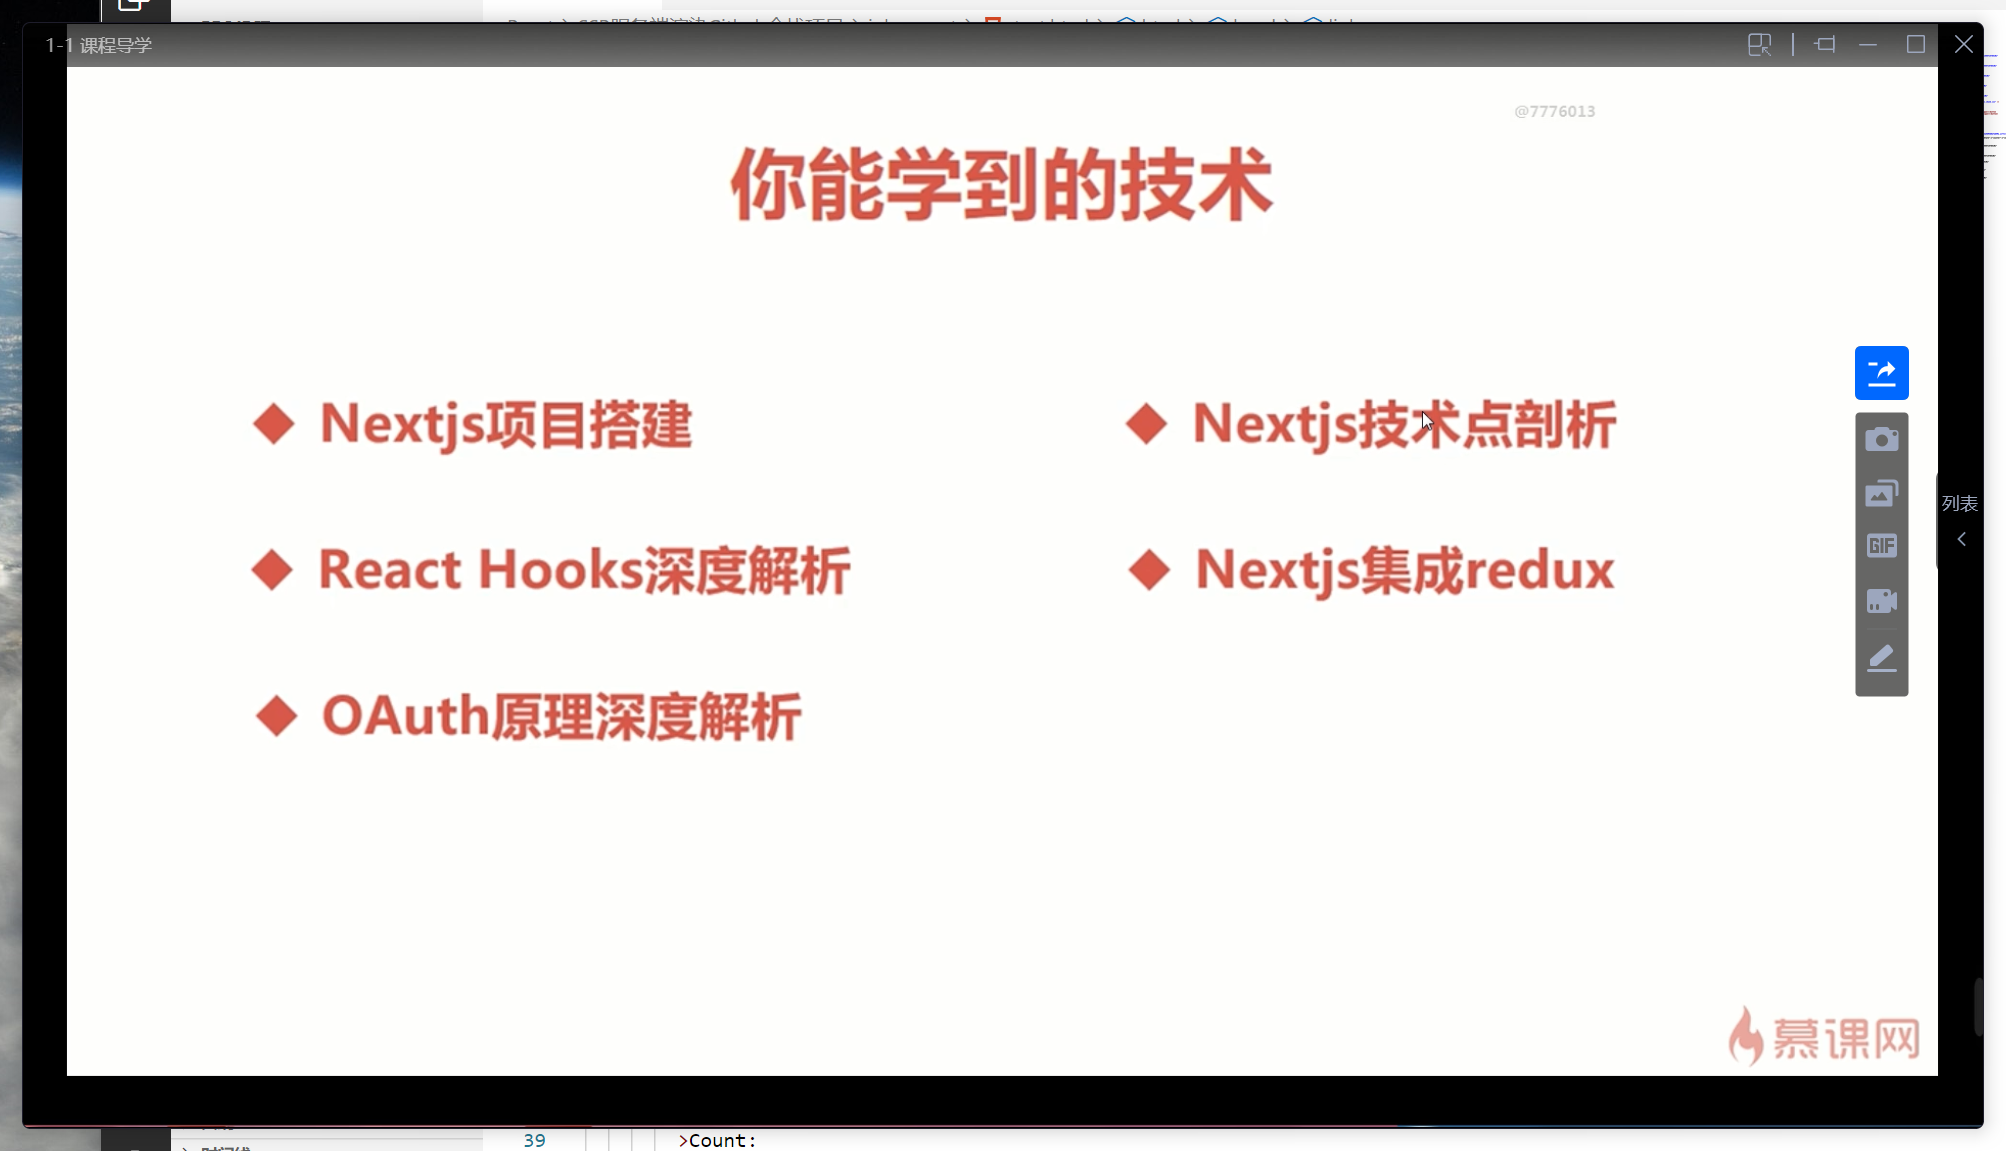 1-1 课程导学
@7776013
你能学到的技术
Nextjs项目搭建
Nextjs技术点剖析
React Hooks深度解析
Nextjs集成redux
OAuth原理深度解析
GIF
列表
慕课网
39
>Count: